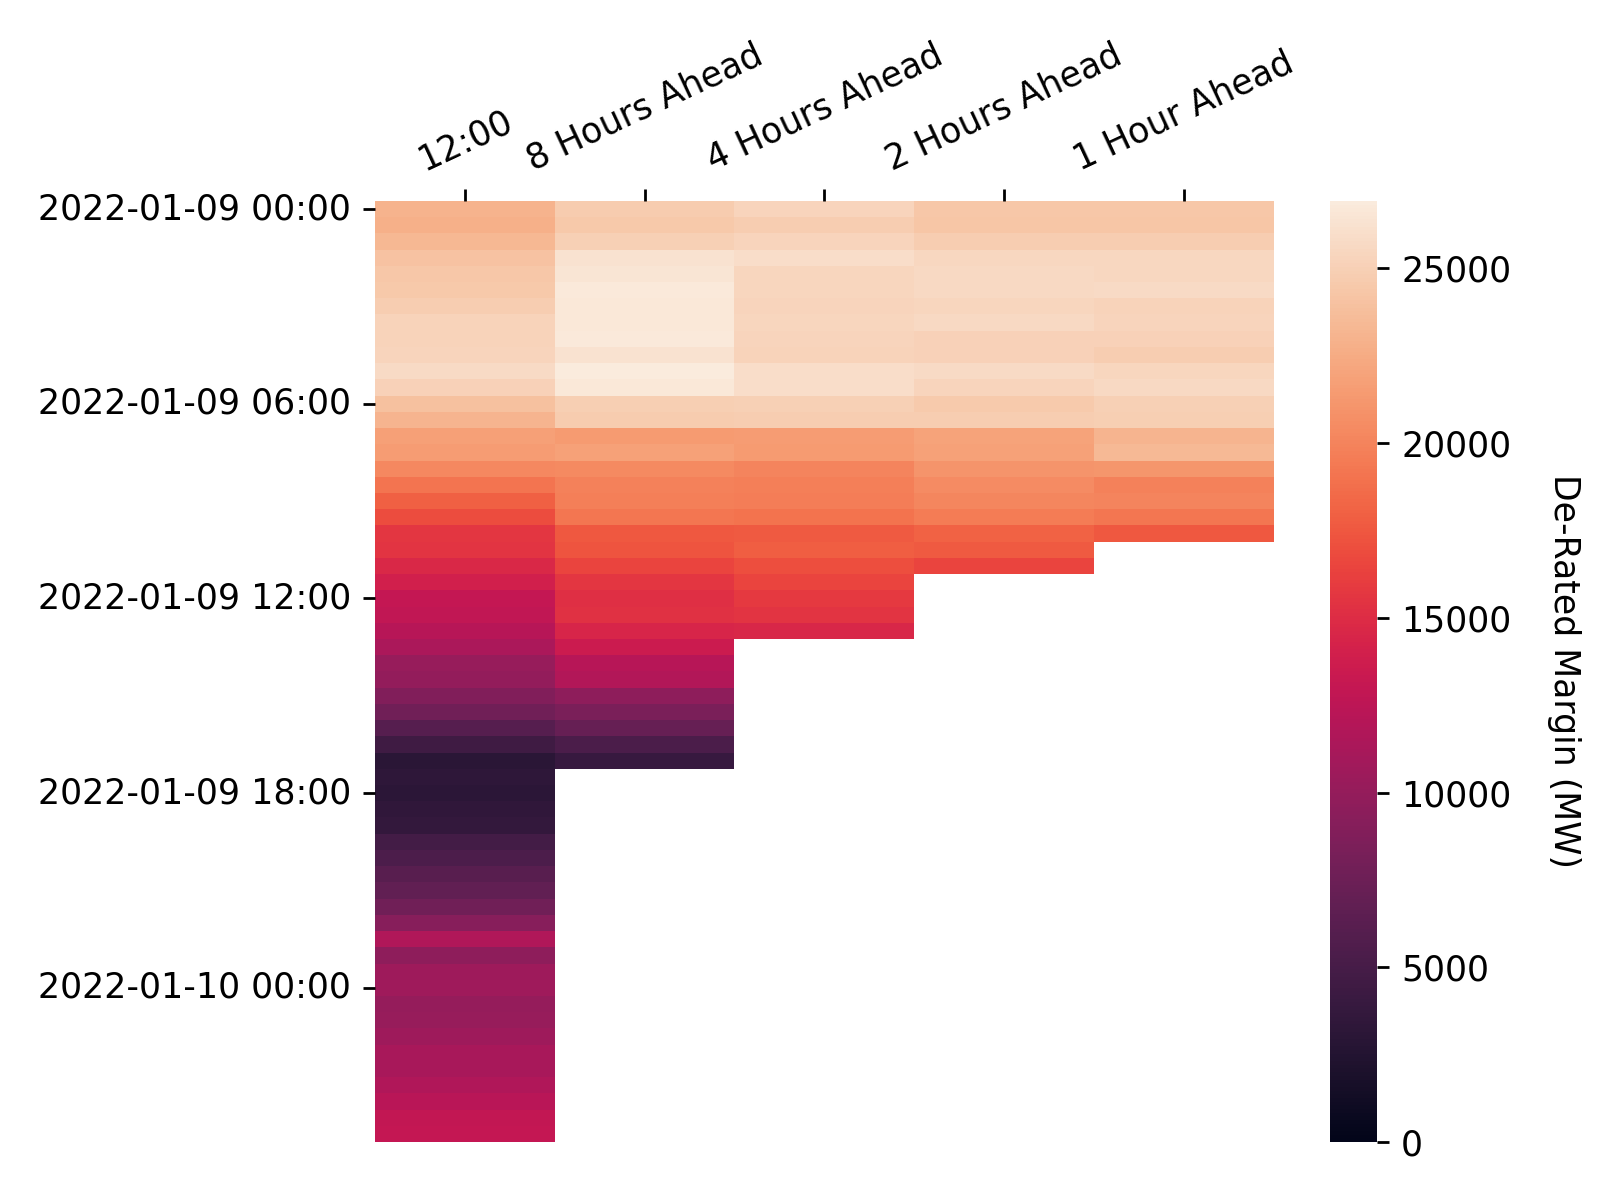 12:00
8 Hours Ahead
4 Hours Ahead
2 Hours Ahead
1 Hour Ahead
2022-01-09 00:00
2022-01-09 06:00
2022-01-09 12:00
2022-01-09 18:00
2022-01-10 00:00
25000
20000
15000
10000
5000
0
De-Rated Margin (MW)